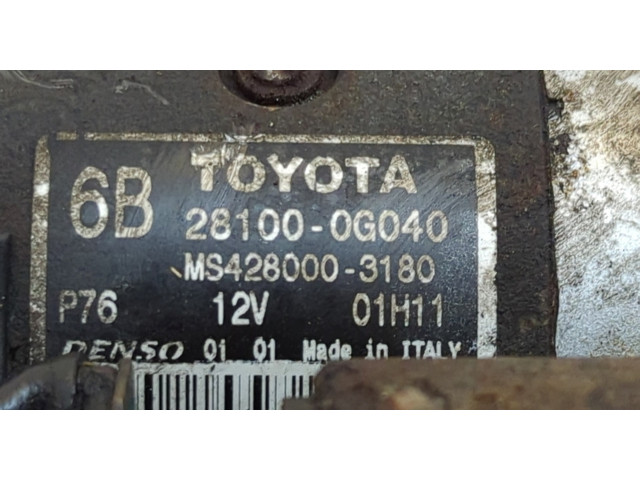 6B TOYOTA
28100-0G040
MS428000-3180
P76 12V 01H11
DENSO 01 01 Made in ITALY